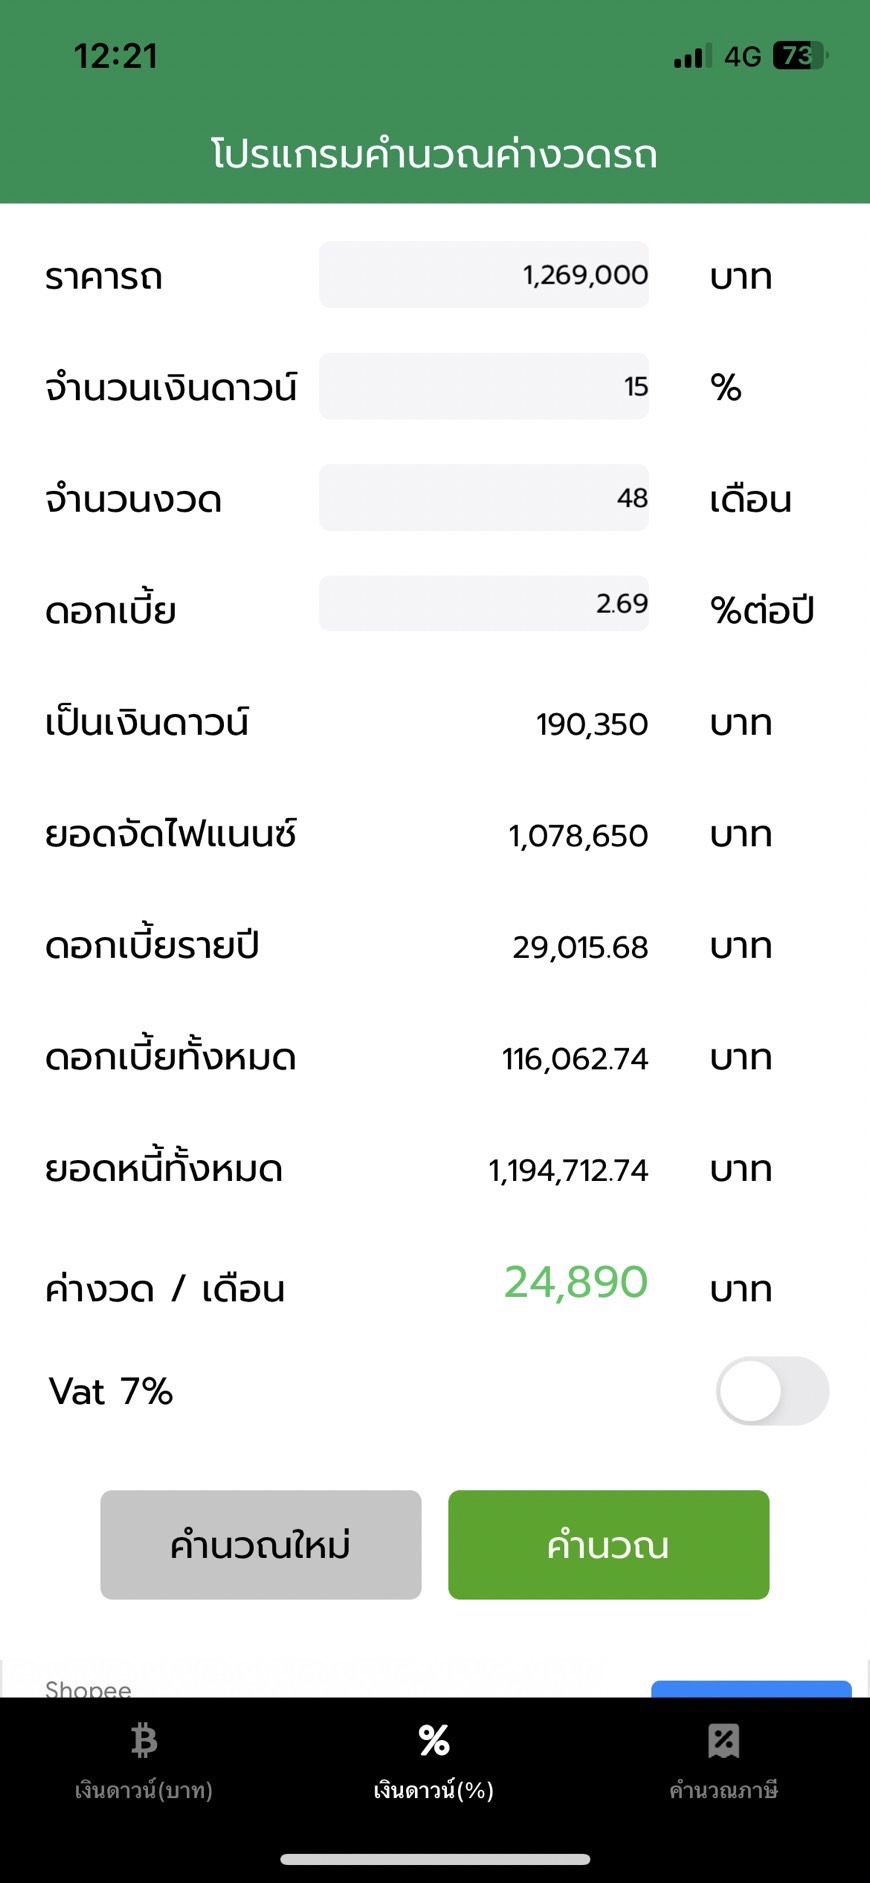 12:21 4G 73
โปรแกรมคำนวณค่างวดรถ
ราคารถ 1,269,000 บาท
จำนวนเงินดาวน์ 15 %
จำนวนงวด 48 เดือน
ดอกเบี้ย 2.69 %ต่อปี
เป็นเงินดาวน์ 190,350 บาท
ยอดจัดไฟแนนซ์ 1,078,650 บาท
ดอกเบี้ยรายปี 29,015.68 บาท
ดอกเบี้ยทั้งหมด 116,062.74 บาท
ยอดหนี้ทั้งหมด 1,194,712.74 บาท
ค่างวด / เดือน 24,890 บาท
Vat 7%
คำนวณใหม่ คำนวณ
Shopee
เงินดาวน์(บาท) เงินดาวน์(%) คำนวณภาษี